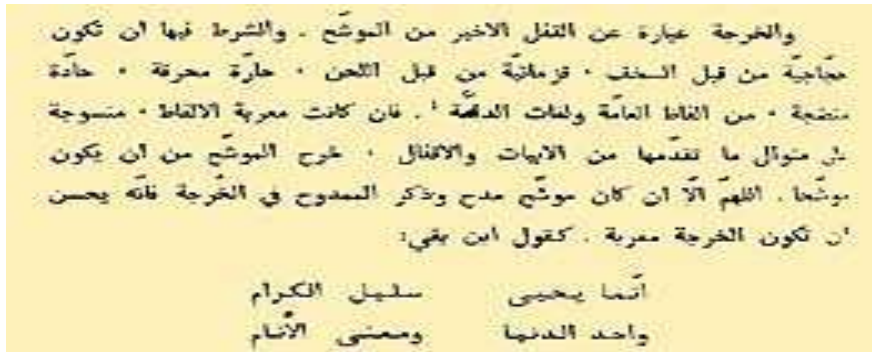 والخرجة عبارة عن القفل الاخير من الموشّح . والشرط فيها ان تكون
حجّاجيّة من قبل السخف ، قزمانيّة من قبل اللحن ، حارّة محرقة ، حادّة
منضجة ، من الفاظ العامّة ولغات الداصّة ¹ . فان كانت معربة الالفاظ ، منسوجة
على منوال ما تقدّمها من الابيات والاقفال ، خرج الموشّح من ان يكون
موشّحا . اللهمّ الّا ان كان موشّح مدح وذكر الممدوح في الخرجة فانّه يحسن
ان تكون الخرجة معربة . كقول ابن بقي:
انّما يحيى سليل الكرام
واحد الدنيا ومعنى الأنام